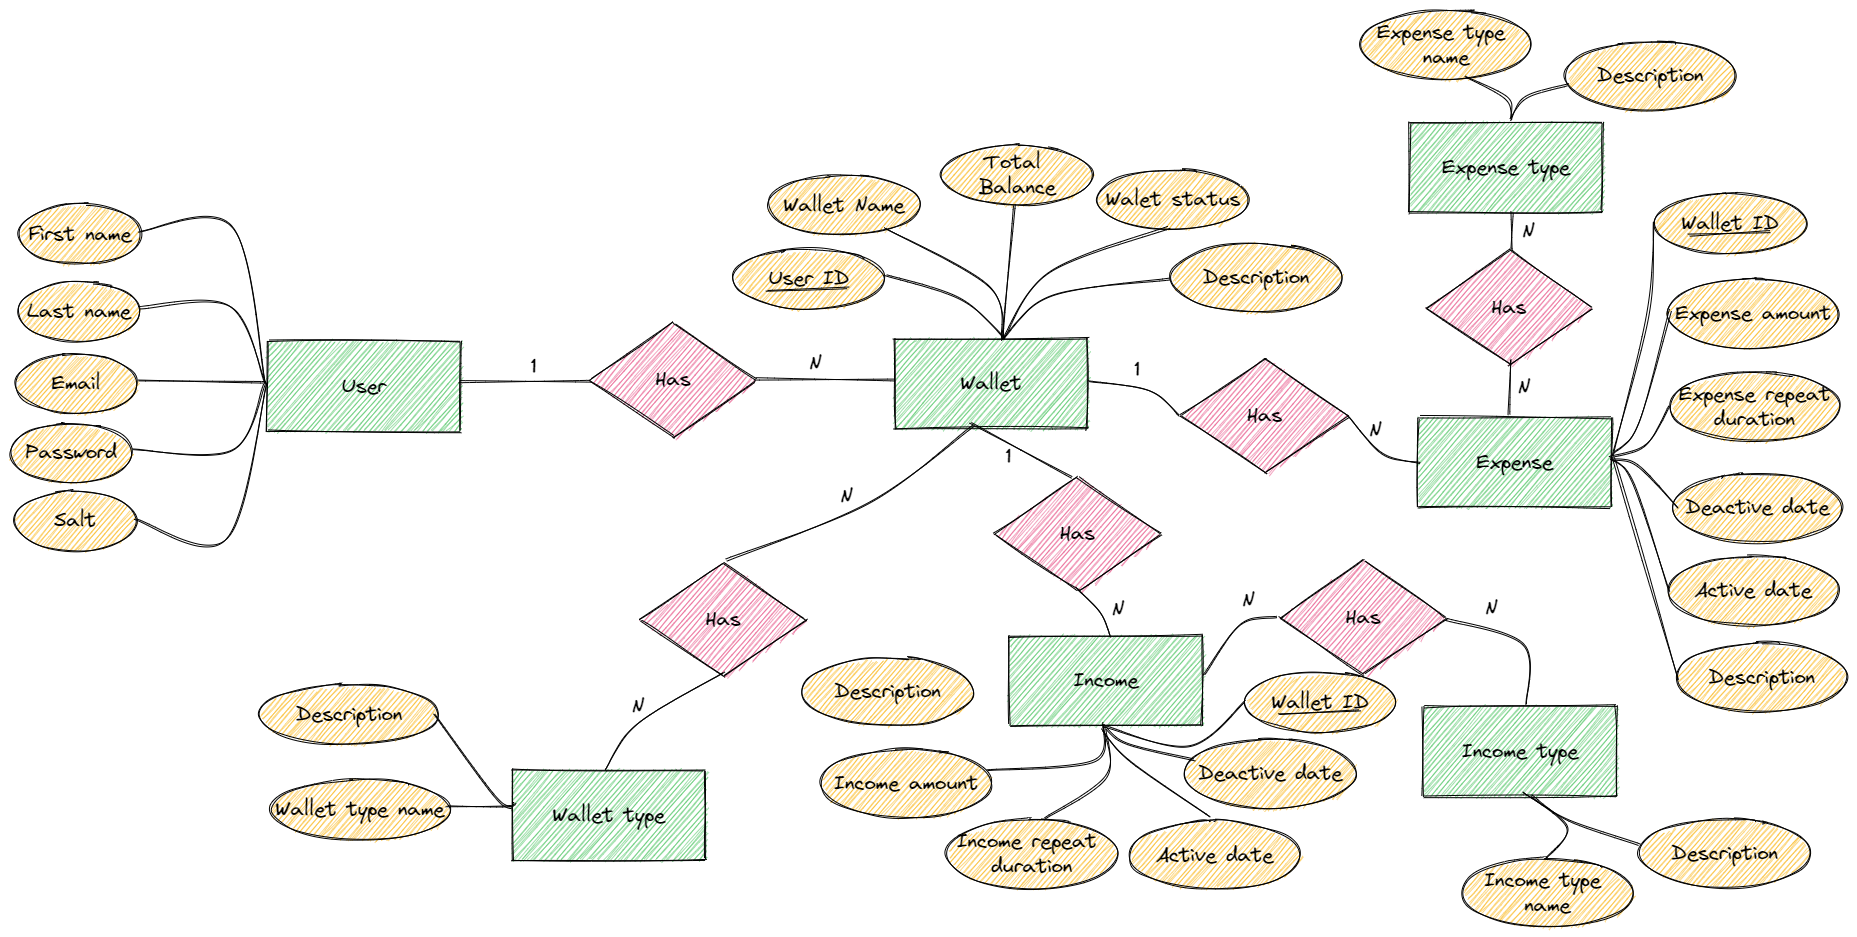 Expense type
name
Description
Expense type
N
Has
N
Total
Balance
Wallet Name
Walet status
User ID
Description
First name
Last name
Email
Password
Salt
User
1
Has
N
Wallet
1
Has
N
Expense
Wallet ID
Expense amount
Expense repeat
duration
Deactive date
Active date
Description
N
Has
N
Description
Wallet type name
Wallet type
1
Has
N
Income
Description
Income amount
Income repeat
duration
Active date
Deactive date
Wallet ID
N
Has
N
Income type
Description
Income type
name